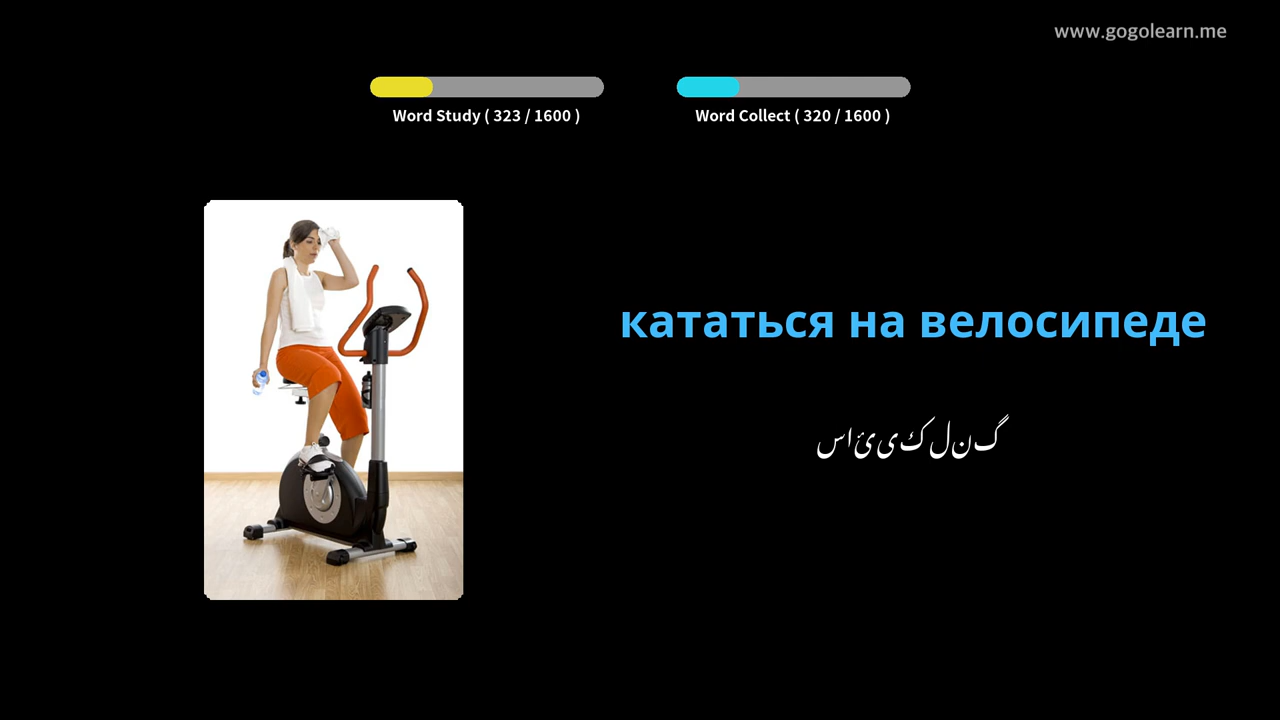 www.gogolearn.me
Word Study ( 323 / 1600 )
Word Collect ( 320 / 1600 )
кататься на велосипеде
سائیکلنگ